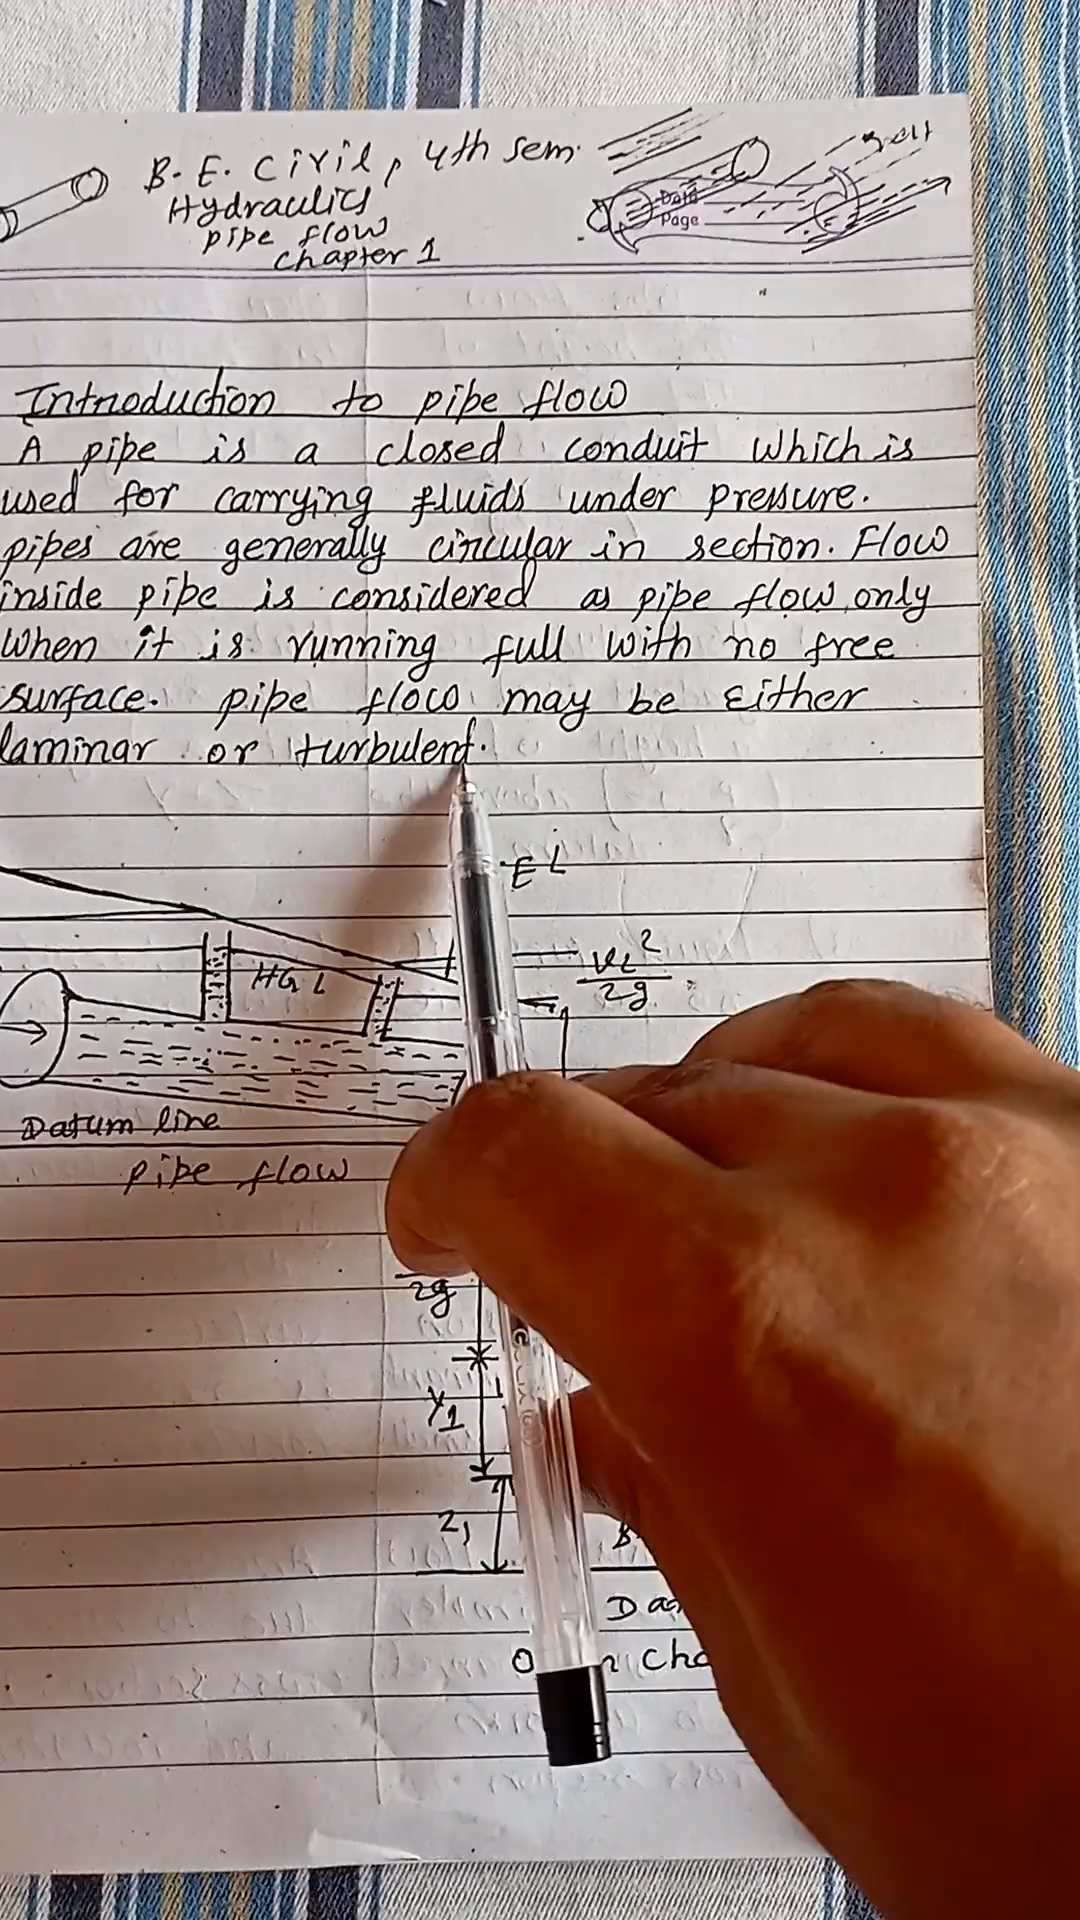 B.E. Civil, 4th sem.
Hydraulics
pipe flow
chapter 1
Date
Page
Introduction to pipe flow
A pipe is a closed conduit which is
used for carrying fluids under pressure.
pipes are generally circular in section. Flow
inside pipe is considered as pipe flow only
when it is running full with no free
surface. pipe flow may be Either
laminar or turbulent.
EL
V₂²
2g
HGL
Datum line
pipe flow
2g
Y1
Z1